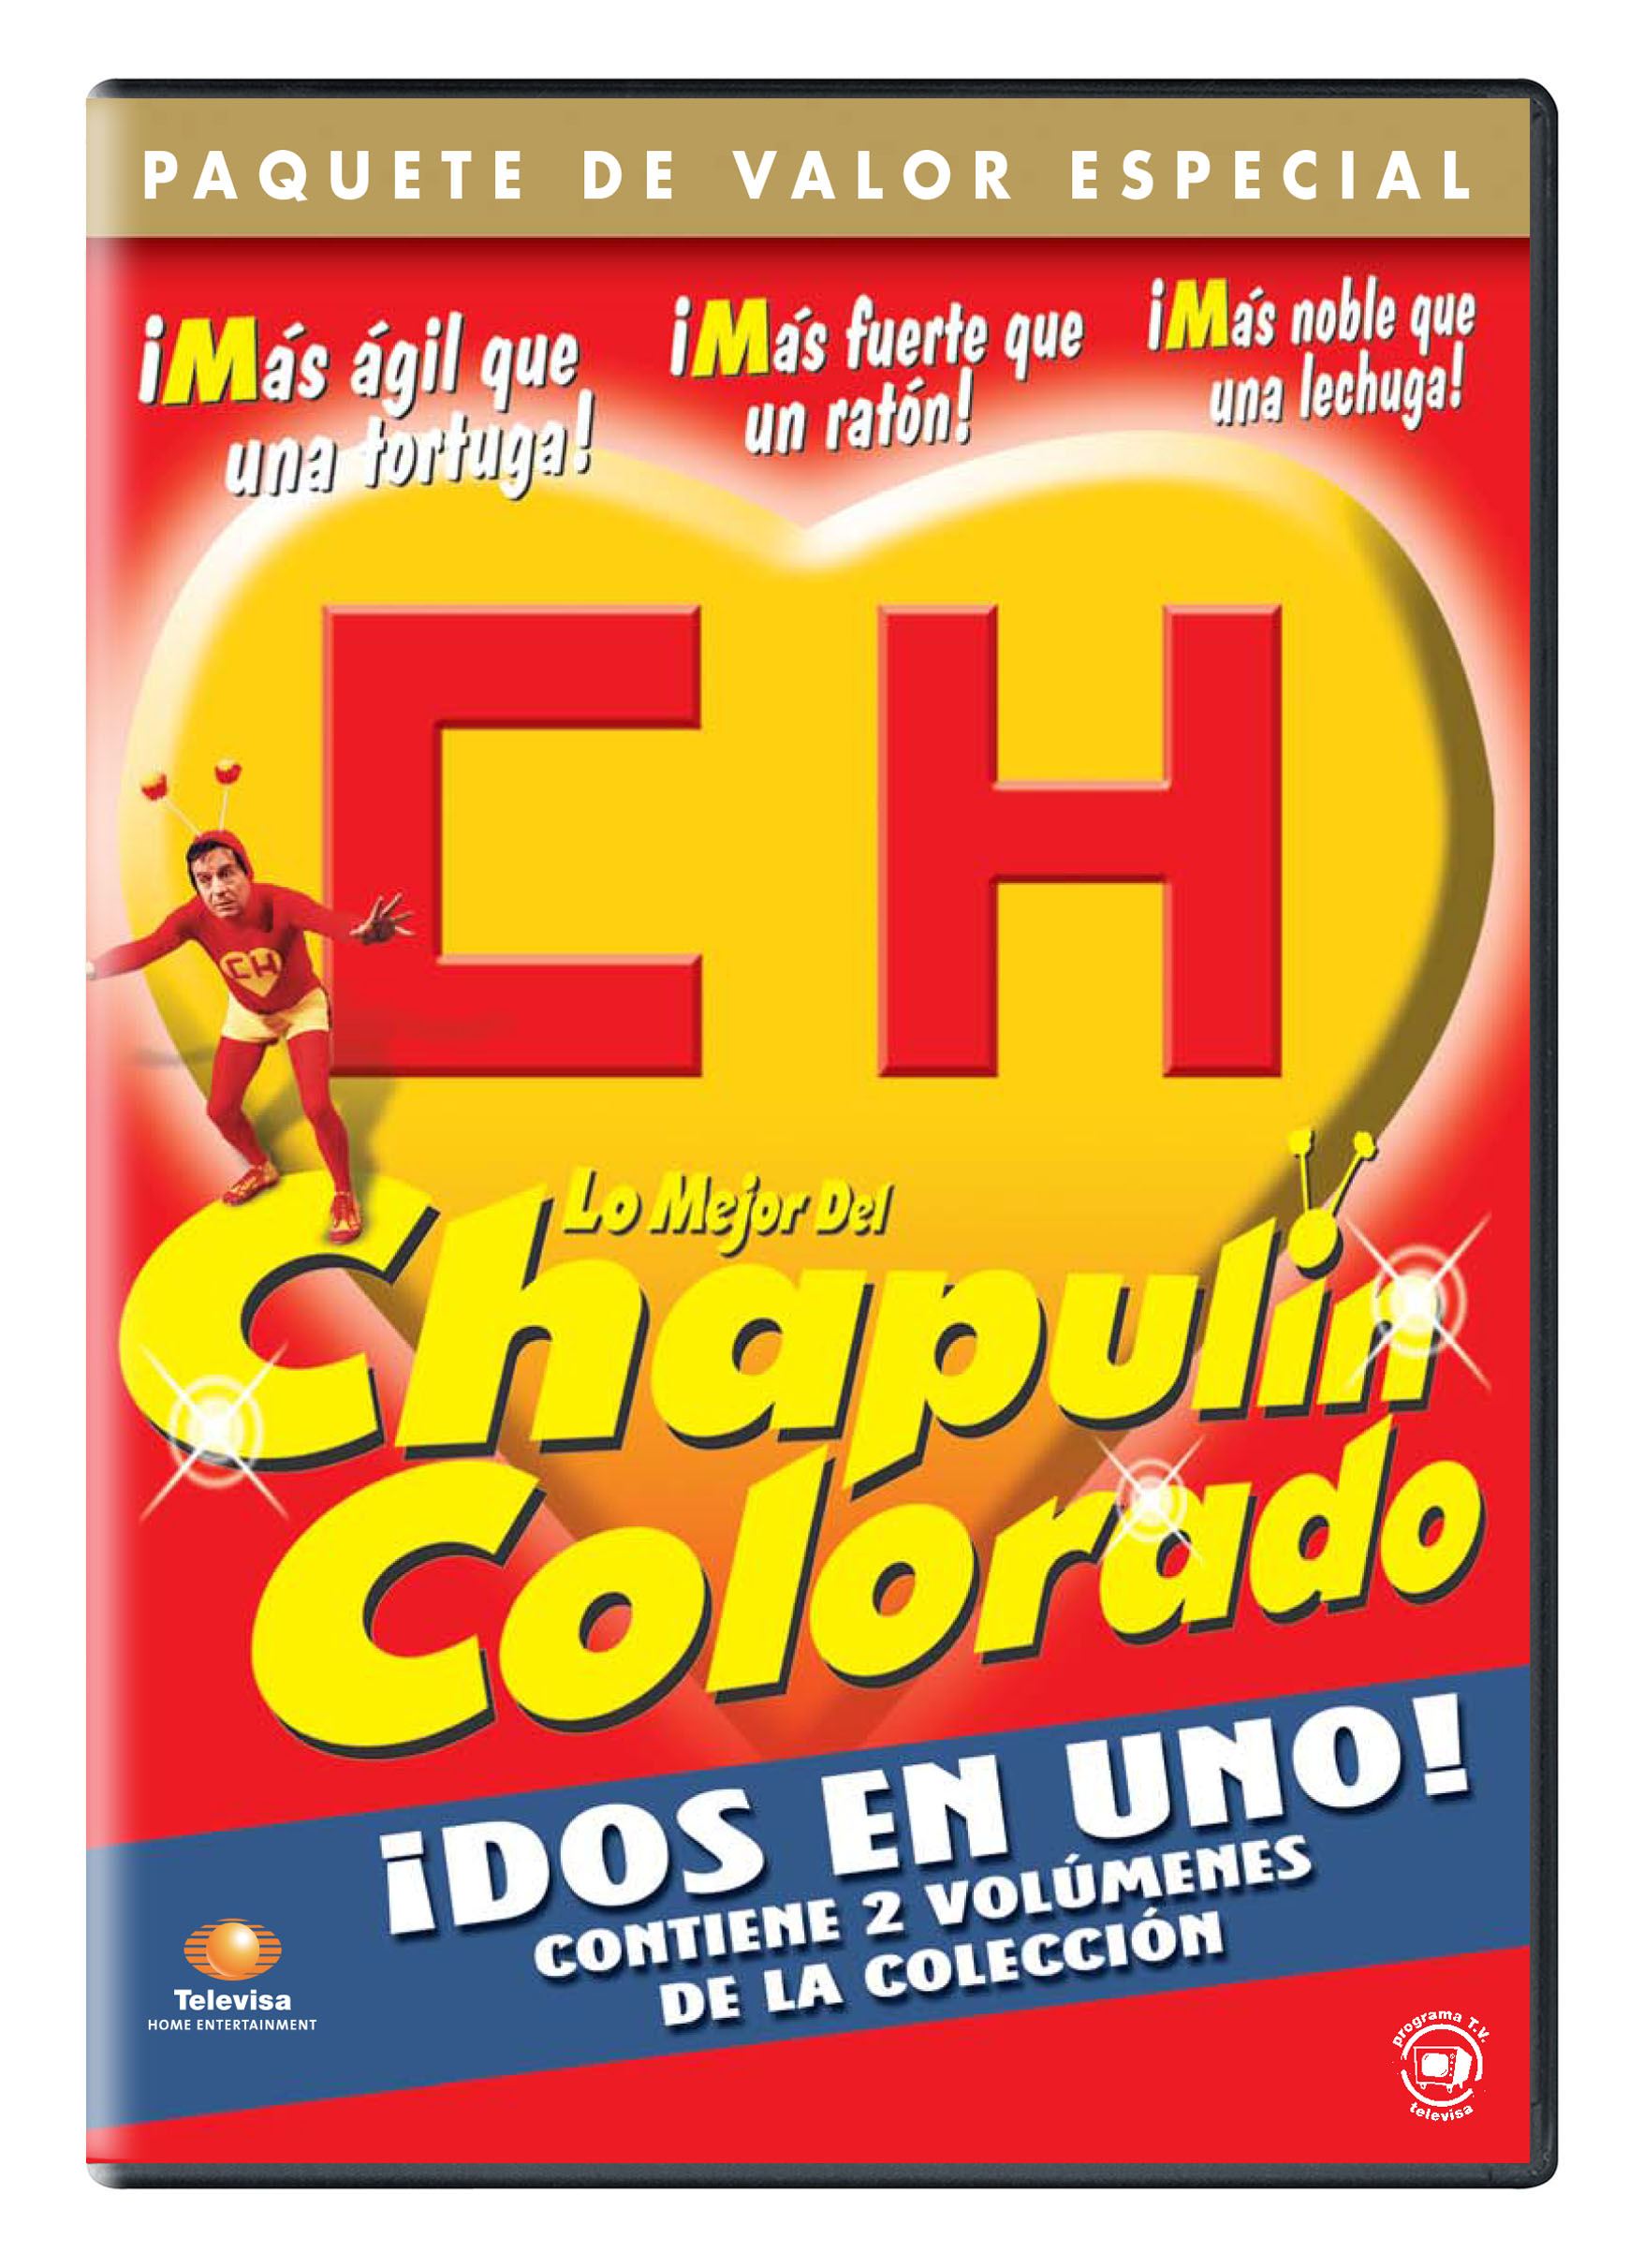 PAQUETE DE VALOR ESPECIAL
¡Más ágil que
una tortuga!
¡Más fuerte que
un ratón!
¡Más noble que
una lechuga!
CH
CH
Lo Mejor Del
Chapulín
Colorado
¡DOS EN UNO!
CONTIENE 2 VOLÚMENES
DE LA COLECCIÓN
Televisa
HOME ENTERTAINMENT
programa T.V.
televisa